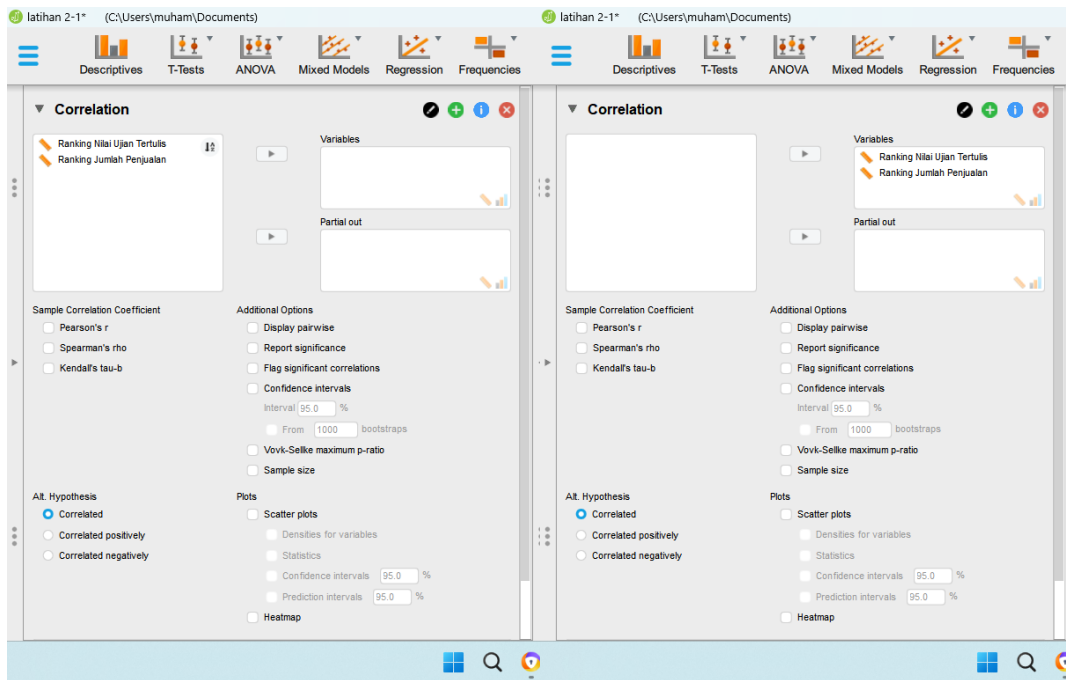 latihan 2-1* (C:\Users\muham\Documents)
Descriptives T-Tests ANOVA Mixed Models Regression Frequencies
Correlation
Ranking Nilai Ujian Tertulis
Ranking Jumlah Penjualan
Variables
Partial out
Sample Correlation Coefficient
Pearson's r
Spearman's rho
Kendall's tau-b
Additional Options
Display pairwise
Report significance
Flag significant correlations
Confidence intervals
Interval 95.0 %
From 1000 bootstraps
Vovk-Sellke maximum p-ratio
Sample size
Alt. Hypothesis
Correlated
Correlated positively
Correlated negatively
Plots
Scatter plots
Densities for variables
Statistics
Confidence intervals 95.0 %
Prediction intervals 95.0 %
Heatmap
latihan 2-1* (C:\Users\muham\Documents)
Descriptives T-Tests ANOVA Mixed Models Regression Frequencies
Correlation
Variables
Ranking Nilai Ujian Tertulis
Ranking Jumlah Penjualan
Partial out
Sample Correlation Coefficient
Pearson's r
Spearman's rho
Kendall's tau-b
Additional Options
Display pairwise
Report significance
Flag significant correlations
Confidence intervals
Interval 95.0 %
From 1000 bootstraps
Vovk-Sellke maximum p-ratio
Sample size
Alt. Hypothesis
Correlated
Correlated positively
Correlated negatively
Plots
Scatter plots
Densities for variables
Statistics
Confidence intervals 95.0 %
Prediction intervals 95.0 %
Heatmap